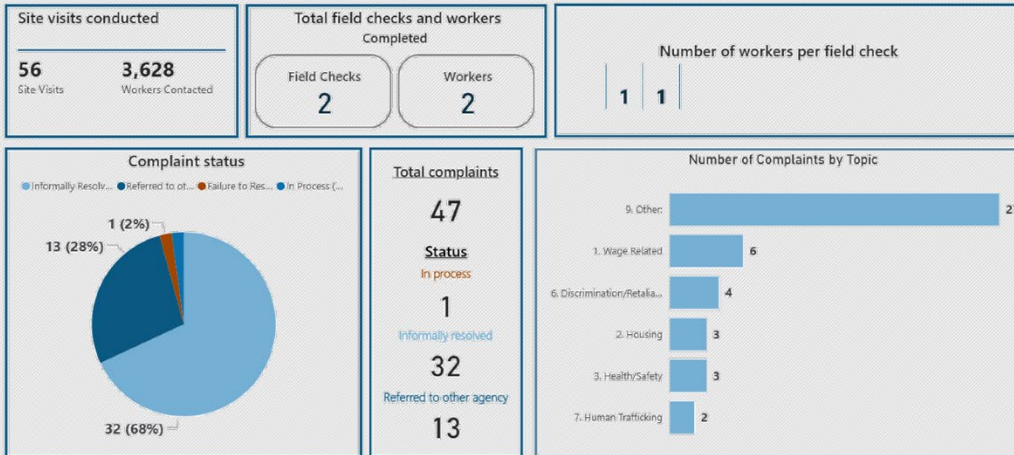 Site visits conducted
56
Site Visits
3,628
Workers Contacted
Total field checks and workers
Completed
Field Checks
2
Workers
2
Number of workers per field check
1 1
Complaint status
Informally Resolv... Referred to ot... Failure to Res... In Process (...
1 (2%)
13 (28%)
32 (68%)
Total complaints
47
Status
In process
1
Informally resolved
32
Referred to other agency
13
Number of Complaints by Topic
9. Other:
1. Wage Related 6
6. Discrimination/Retalia... 4
2. Housing 3
3. Health/Safety 3
7. Human Trafficking 2